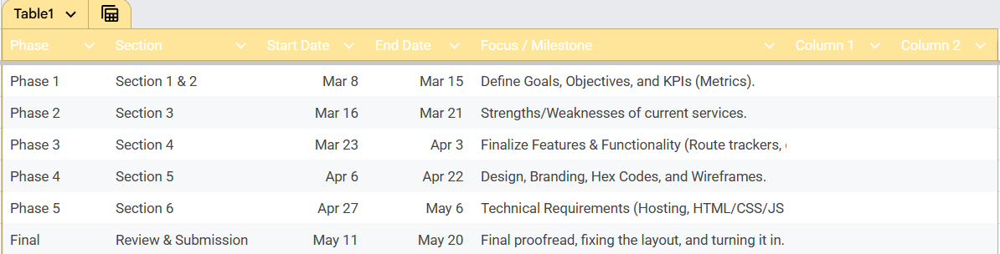 Table1
Phase Section Start Date End Date Focus / Milestone Column 1 Column 2
Phase 1 Section 1 & 2 Mar 8 Mar 15 Define Goals, Objectives, and KPIs (Metrics).
Phase 2 Section 3 Mar 16 Mar 21 Strengths/Weaknesses of current services.
Phase 3 Section 4 Mar 23 Apr 3 Finalize Features & Functionality (Route trackers,
Phase 4 Section 5 Apr 6 Apr 22 Design, Branding, Hex Codes, and Wireframes.
Phase 5 Section 6 Apr 27 May 6 Technical Requirements (Hosting, HTML/CSS/JS
Final Review & Submission May 11 May 20 Final proofread, fixing the layout, and turning it in.